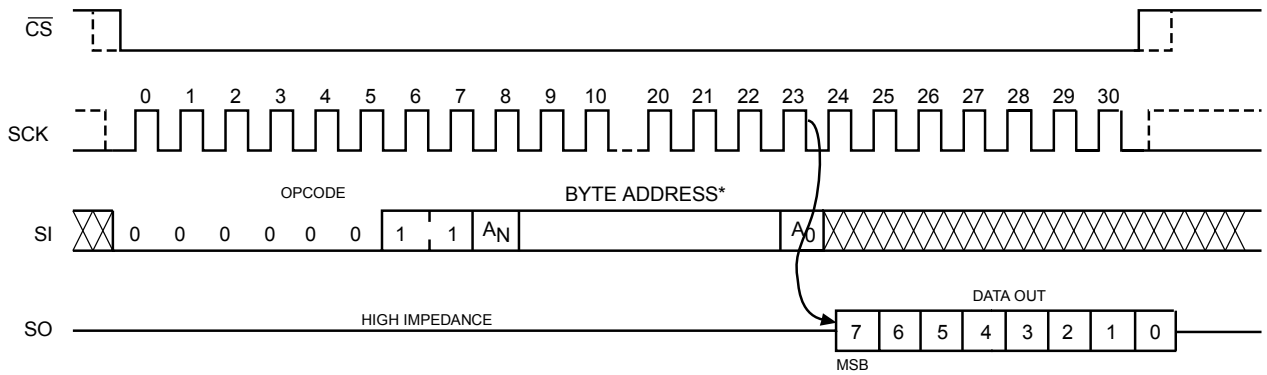 CS
0 1 2 3 4 5 6 7 8 9 10 20 21 22 23 24 25 26 27 28 29 30
SCK
OPCODE BYTE ADDRESS*
SI 0 0 0 0 0 0 1 1 AN A0
DATA OUT
SO HIGH IMPEDANCE 7 6 5 4 3 2 1 0
MSB